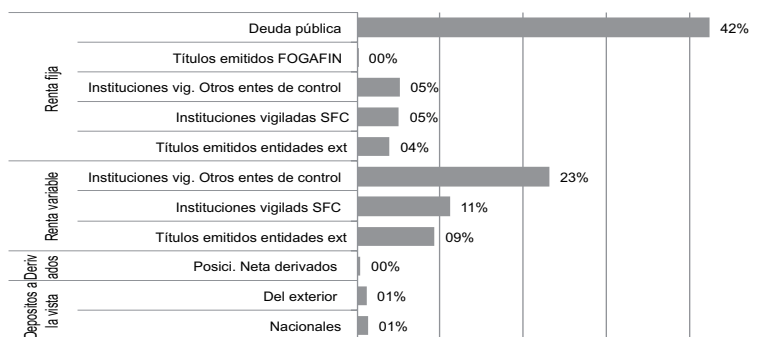 Renta fija
Deuda pública 42%
Títulos emitidos FOGAFIN 00%
Instituciones vig. Otros entes de control 05%
Instituciones vigiladas SFC 05%
Títulos emitidos entidades ext 04%
Renta variable
Instituciones vig. Otros entes de control 23%
Instituciones vigilads SFC 11%
Títulos emitidos entidades ext 09%
Deriv
ados
Posici. Neta derivados 00%
Depositos a
la vista
Del exterior 01%
Nacionales 01%